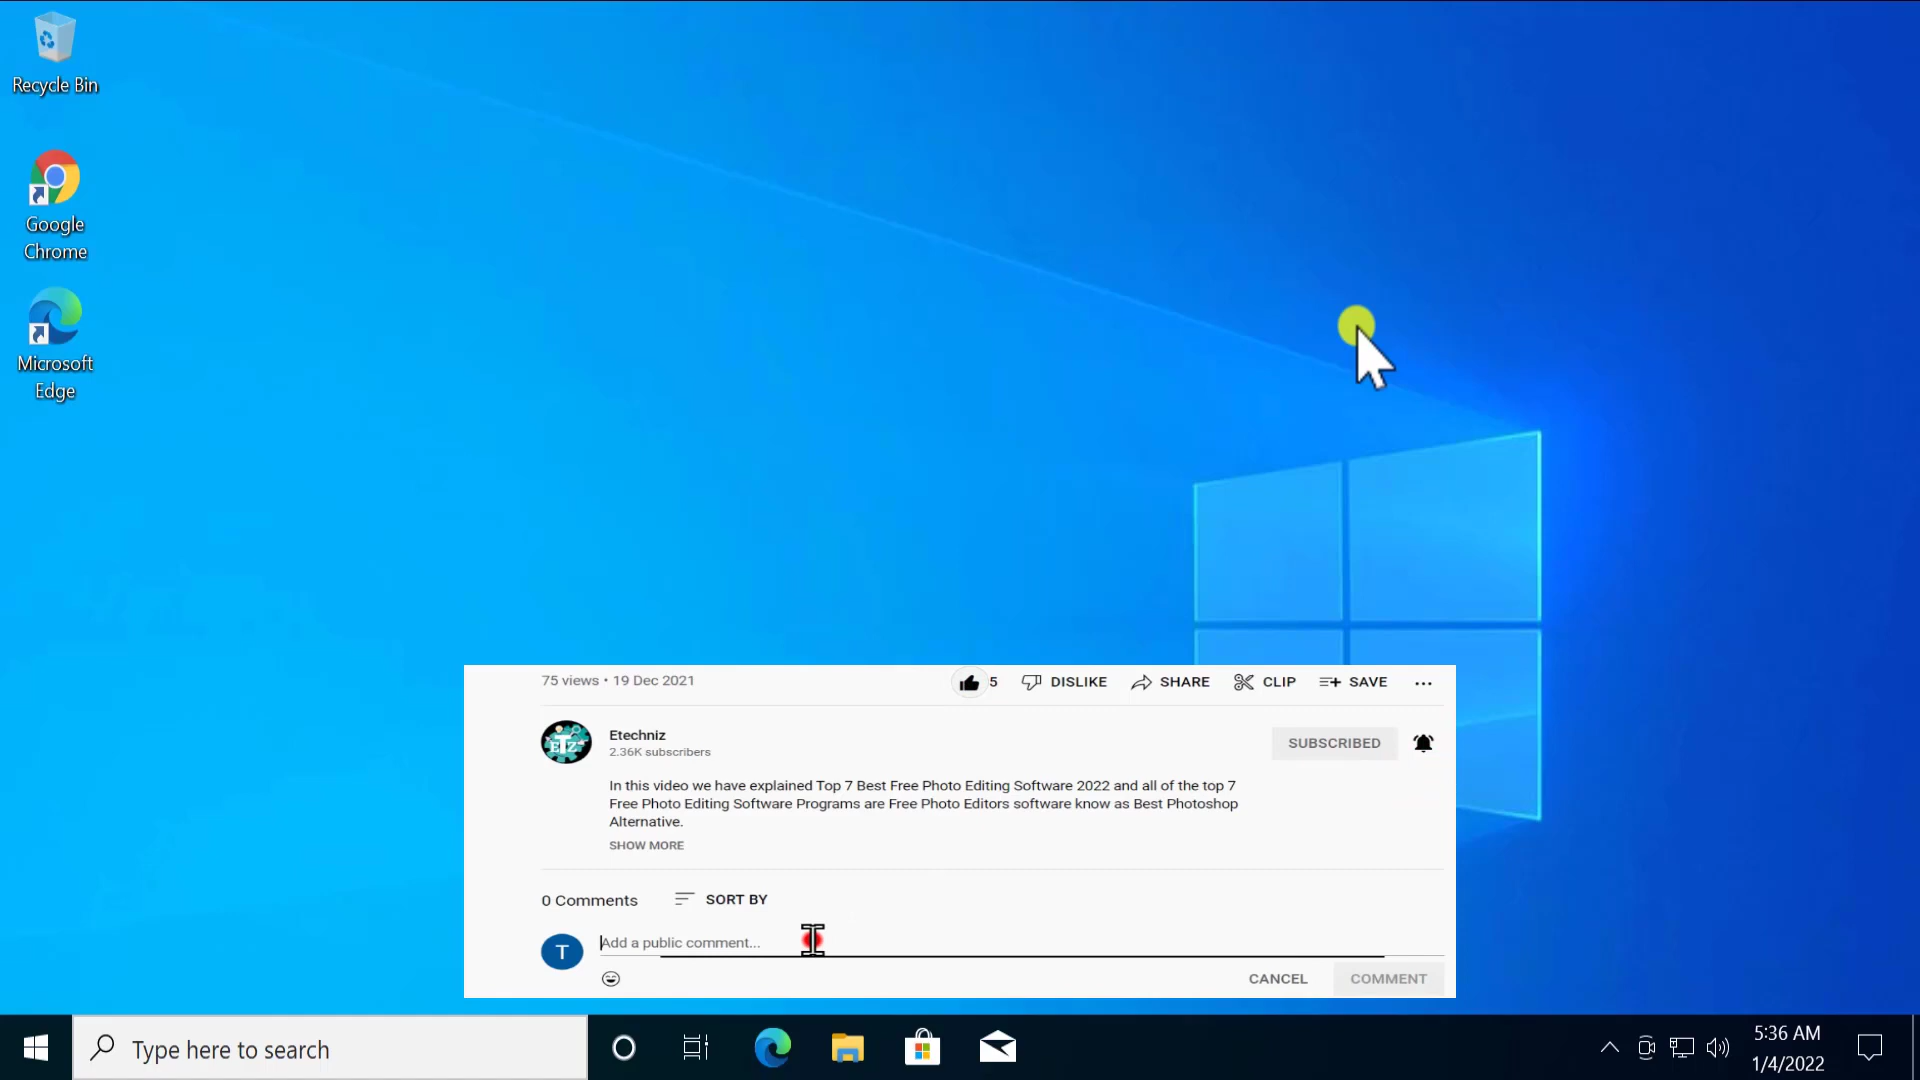 Recycle Bin
Google
Chrome
Microsoft
Edge
75 views • 19 Dec 2021
5
DISLIKE
SHARE
CLIP
SAVE
...
ETZ
Etechniz
2.36K subscribers
SUBSCRIBED
In this video we have explained Top 7 Best Free Photo Editing Software 2022 and all of the top 7
Free Photo Editing Software Programs are Free Photo Editors software know as Best Photoshop
Alternative.
SHOW MORE
0 Comments
SORT BY
T
Add a public comment...
CANCEL
COMMENT
Type here to search
5:36 AM
1/4/2022